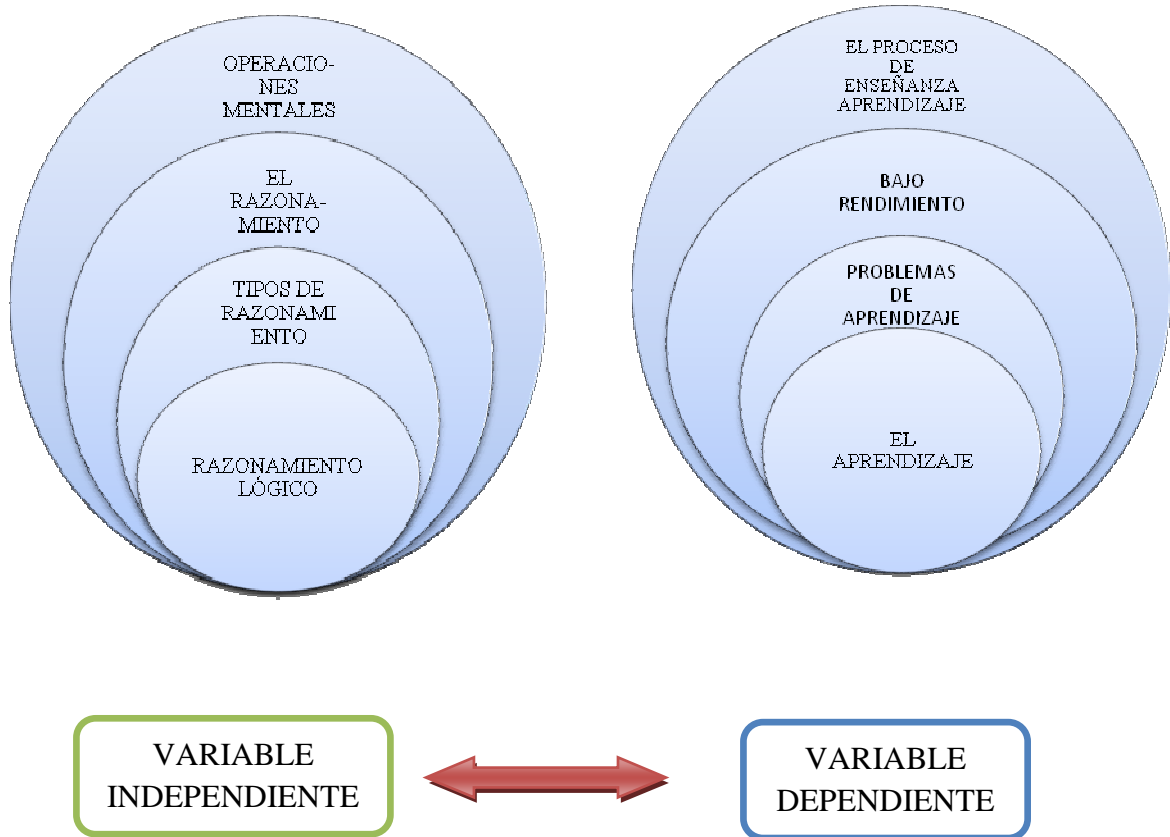 OPERACIO-
NES
MENTALES
EL
RAZONA-
MIENTO
TIPOS DE
RAZONAMI
ENTO
RAZONAMIENTO
LÓGICO
EL PROCESO
DE
ENSEÑANZA
APRENDIZAJE
BAJO
RENDIMIENTO
PROBLEMAS
DE
APRENDIZAJE
EL
APRENDIZAJE
VARIABLE
INDEPENDIENTE
VARIABLE
DEPENDIENTE